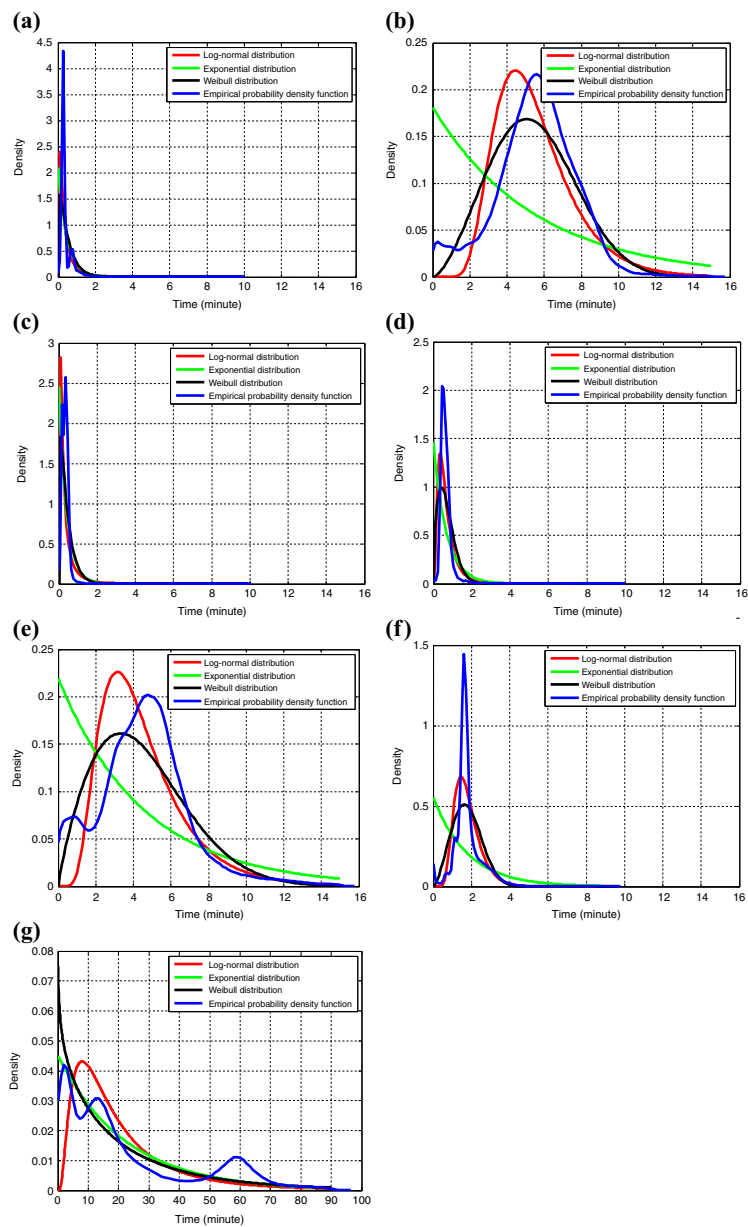 (a)
4.5
4
3.5
3
2.5
2
1.5
1
0.5
0
Density
Log-normal distribution
Exponential distribution
Weibull distribution
Empirical probability density function
0 2 4 6 8 10 12 14 16
Time (minute)
(b)
0.25
0.2
0.15
0.1
0.05
0
Density
Log-normal distribution
Exponential distribution
Weibull distribution
Empirical probability density function
0 2 4 6 8 10 12 14 16
Time (minute)
(c)
3
2.5
2
1.5
1
0.5
0
Density
Log-normal distribution
Exponential distribution
Weibull distribution
Empirical probability density function
0 2 4 6 8 10 12 14 16
Time (minute)
(d)
2.5
2
1.5
1
0.5
0
Density
Log-normal distribution
Exponential distribution
Weibull distribution
Empirical probability density function
0 2 4 6 8 10 12 14 16
Time (minute)
(e)
0.25
0.2
0.15
0.1
0.05
0
Density
Log-normal distribution
Exponential distribution
Weibull distribution
Empirical probability density function
0 2 4 6 8 10 12 14 16
Time (minute)
(f)
1.5
1
0.5
0
Density
Log-normal distribution
Exponential distribution
Weibull distribution
Empirical probability density function
0 2 4 6 8 10 12 14 16
Time (minute)
(g)
0.08
0.07
0.06
0.05
0.04
0.03
0.02
0.01
0
Density
Log-normal distribution
Exponential distribution
Weibull distribution
Empirical probability density function
0 10 20 30 40 50 60 70 80 90 100
Time (minute)